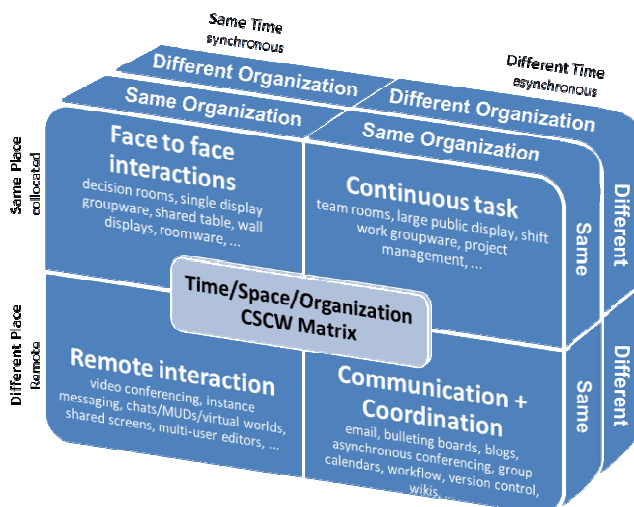 Same Time
synchronous
Different Time
asynchronous
Different Organization
Different Organization
Same Organization
Same Organization
Same Place
collocated
Face to face
interactions
decision rooms, single display
groupware, shared table, wall
displays, roomware, ...
Continuous task
team rooms, large public display, shift
work groupware, project
management, ...
Same
Different
Time/Space/Organization
CSCW Matrix
Different Place
Remote
Remote interaction
video conferencing, instance
messaging, chats/MUDs/virtual worlds,
shared screens, multi-user editors, ...
Communication +
Coordination
email, bulleting boards, blogs,
asynchronous conferencing, group
calendars, workflow, version control,
wikis, ...
Same
Different